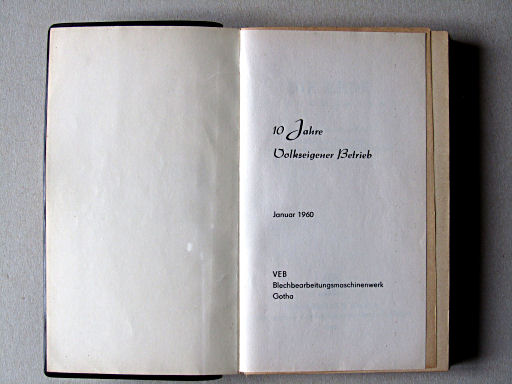 10 Jahre
Volkseigener Betrieb
Januar 1960
VEB
Blechbearbeitungsmaschinenwerk
Gotha